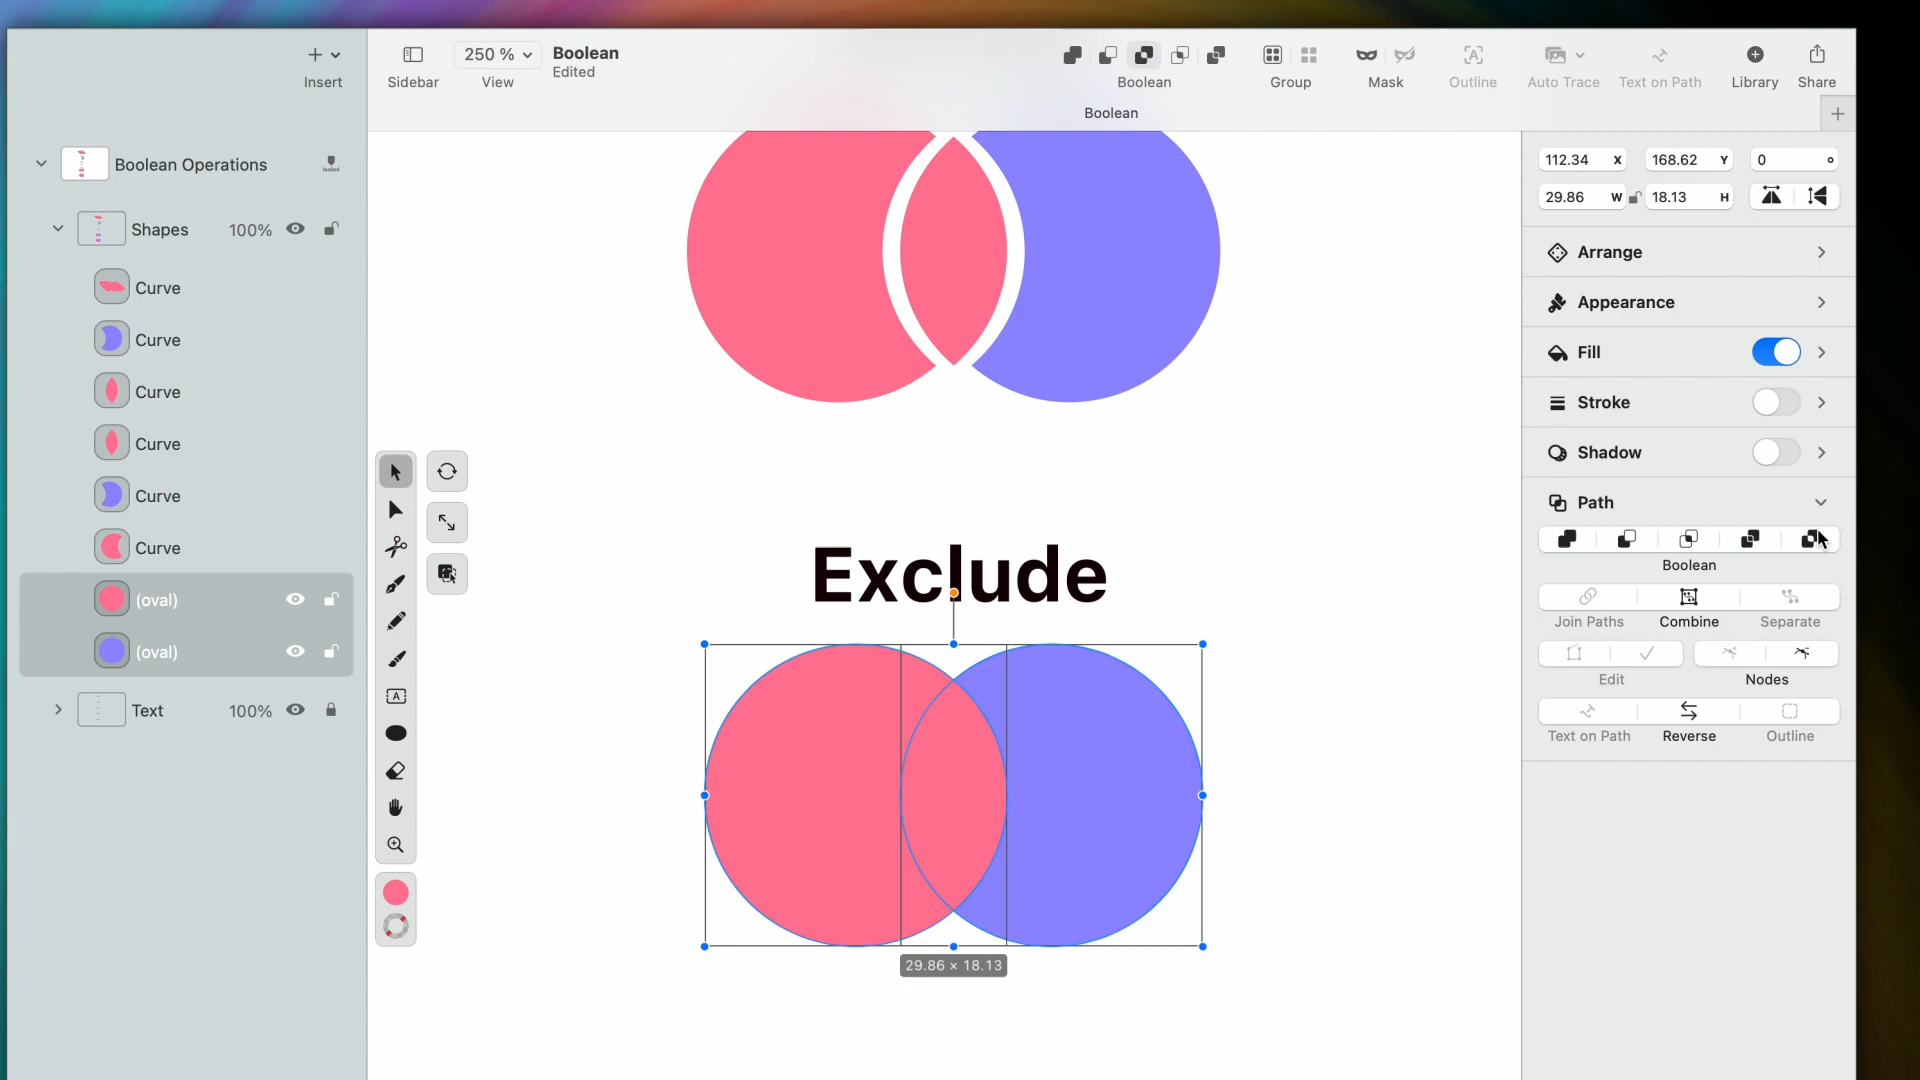 Insert
Sidebar
250 %
View
Boolean
Edited
Boolean
Group
Mask
Outline
Auto Trace
Text on Path
Library
Share
Boolean
Boolean Operations
Shapes
100%
Curve
Curve
Curve
Curve
Curve
Curve
(oval)
(oval)
Text
100%
Exclude
29.86 × 18.13
112.34 X
168.62 Y
0 °
29.86 W
18.13 H
Arrange
Appearance
Fill
Stroke
Shadow
Path
Boolean
Join Paths
Combine
Separate
Edit
Nodes
Text on Path
Reverse
Outline